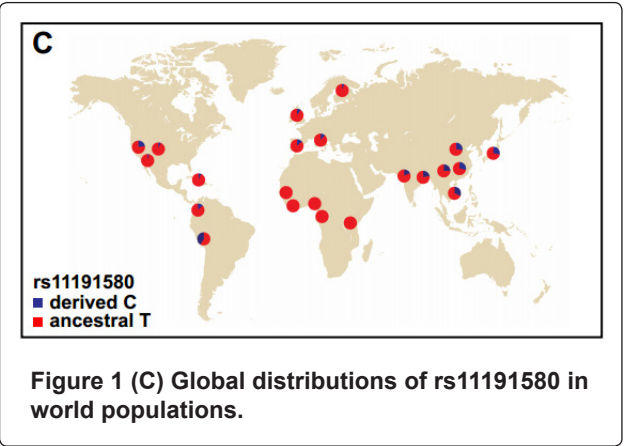 C
rs11191580
derived C
ancestral T
Figure 1 (C) Global distributions of rs11191580 in
world populations.